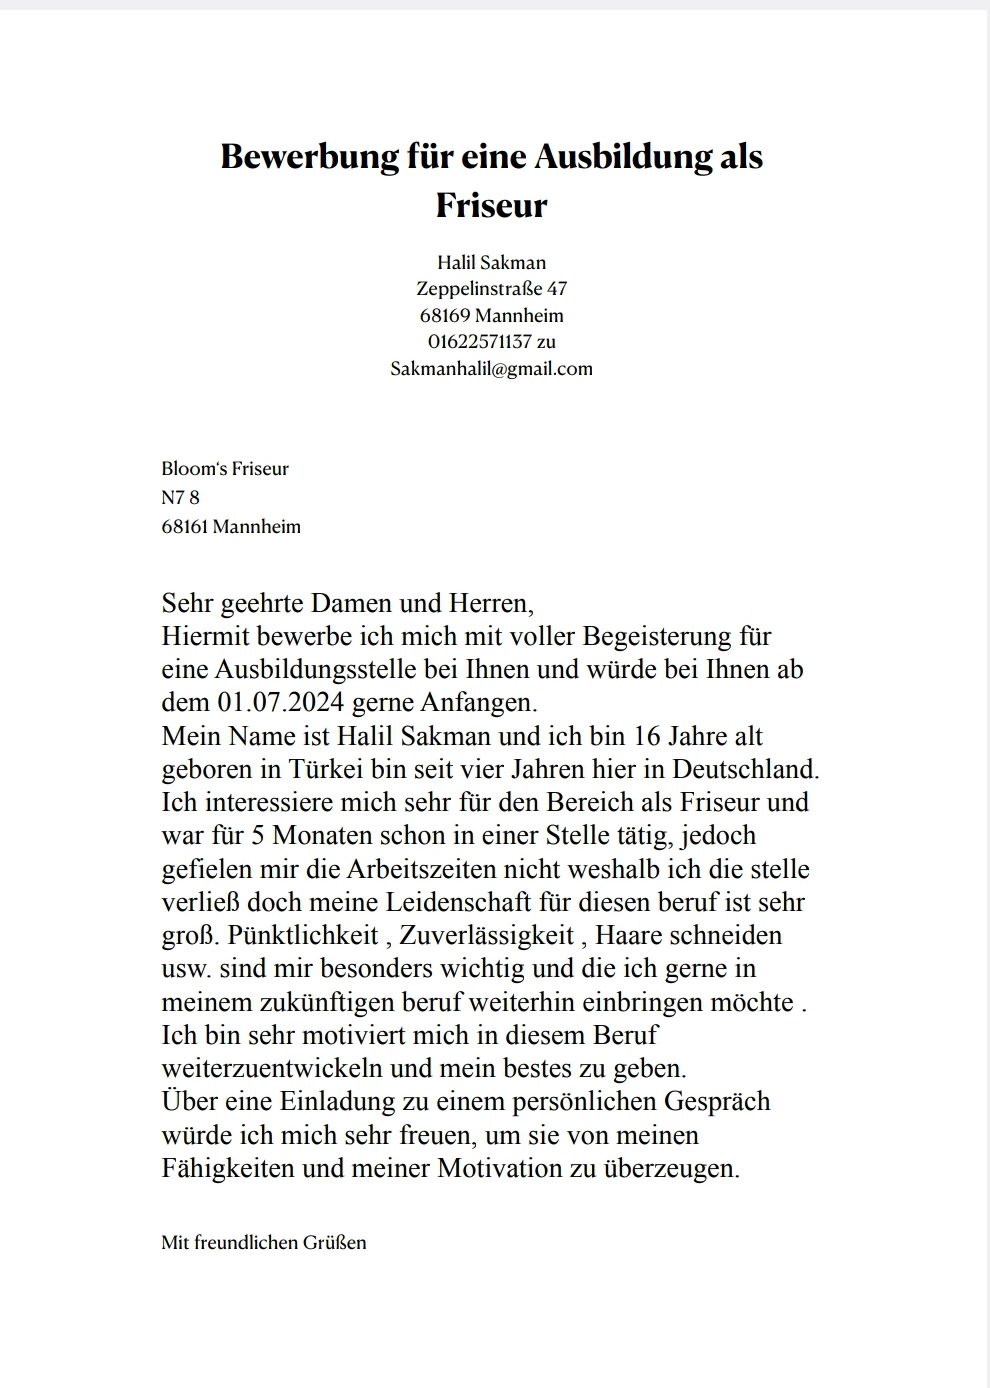 Bewerbung für eine Ausbildung als
Friseur
Halil Sakman
Zeppelinstraße 47
68169 Mannheim
01622571137 zu
Sakmanhalil@gmail.com
Bloom‘s Friseur
N7 8
68161 Mannheim
Sehr geehrte Damen und Herren,
Hiermit bewerbe ich mich mit voller Begeisterung für
eine Ausbildungsstelle bei Ihnen und würde bei Ihnen ab
dem 01.07.2024 gerne Anfangen.
Mein Name ist Halil Sakman und ich bin 16 Jahre alt
geboren in Türkei bin seit vier Jahren hier in Deutschland.
Ich interessiere mich sehr für den Bereich als Friseur und
war für 5 Monaten schon in einer Stelle tätig, jedoch
gefielen mir die Arbeitszeiten nicht weshalb ich die stelle
verließ doch meine Leidenschaft für diesen beruf ist sehr
groß. Pünktlichkeit , Zuverlässigkeit , Haare schneiden
usw. sind mir besonders wichtig und die ich gerne in
meinem zukünftigen beruf weiterhin einbringen möchte .
Ich bin sehr motiviert mich in diesem Beruf
weiterzuentwickeln und mein bestes zu geben.
Über eine Einladung zu einem persönlichen Gespräch
würde ich mich sehr freuen, um sie von meinen
Fähigkeiten und meiner Motivation zu überzeugen.
Mit freundlichen Grüßen